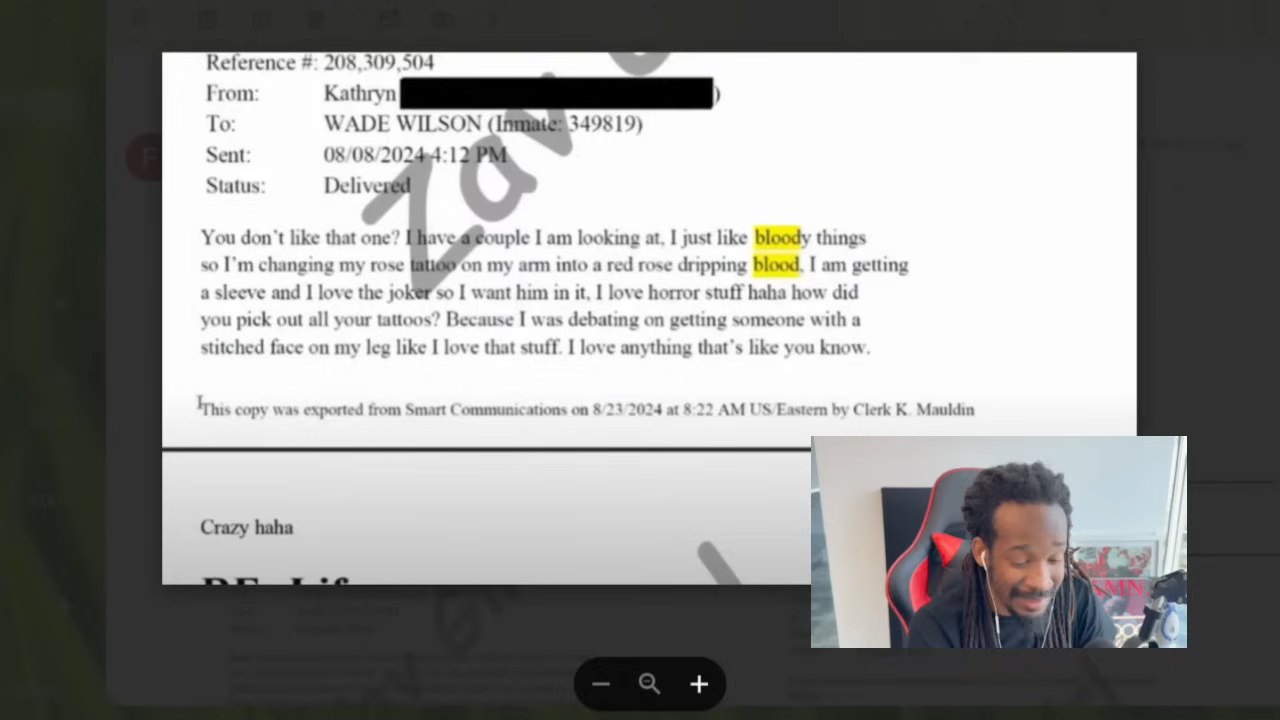 Reference #: 208,309,504
From: Kathryn )
To: WADE WILSON (Inmate: 349819)
Sent: 08/08/2024 4:12 PM
Status: Delivered
You don't like that one? I have a couple I am looking at, I just like bloody things
so I'm changing my rose tattoo on my arm into a red rose dripping blood, I am getting
a sleeve and I love the joker so I want him in it, I love horror stuff haha how did
you pick out all your tattoos? Because I was debating on getting someone with a
stitched face on my leg like I love that stuff. I love anything that's like you know.
This copy was exported from Smart Communications on 8/23/2024 at 8:22 AM US/Eastern by Clerk K. Mauldin
Crazy haha
Zav